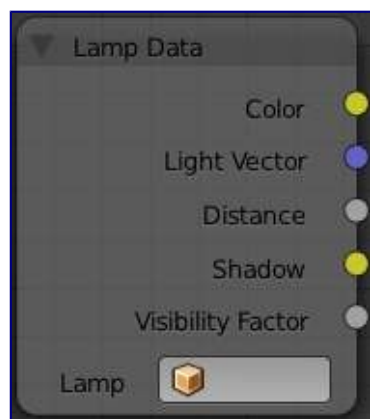 Lamp Data
Color
Light Vector
Distance
Shadow
Visibility Factor
Lamp